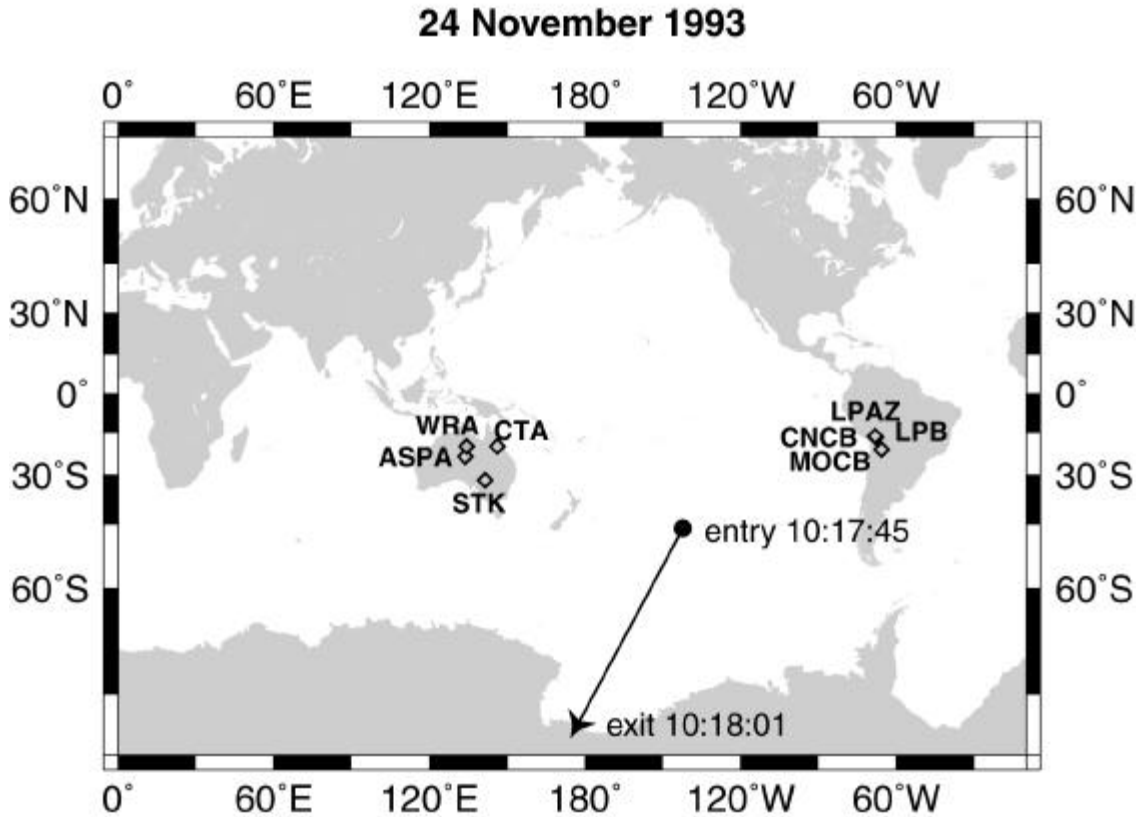 24 November 1993
0° 60°E 120°E 180° 120°W 60°W
60°N 60°N
30°N 30°N
0° 0°
LPAZ
WRA CTA CNCB LPB
ASPA MOCB
30°S 30°S
STK
entry 10:17:45
60°S 60°S
exit 10:18:01
0° 60°E 120°E 180° 120°W 60°W